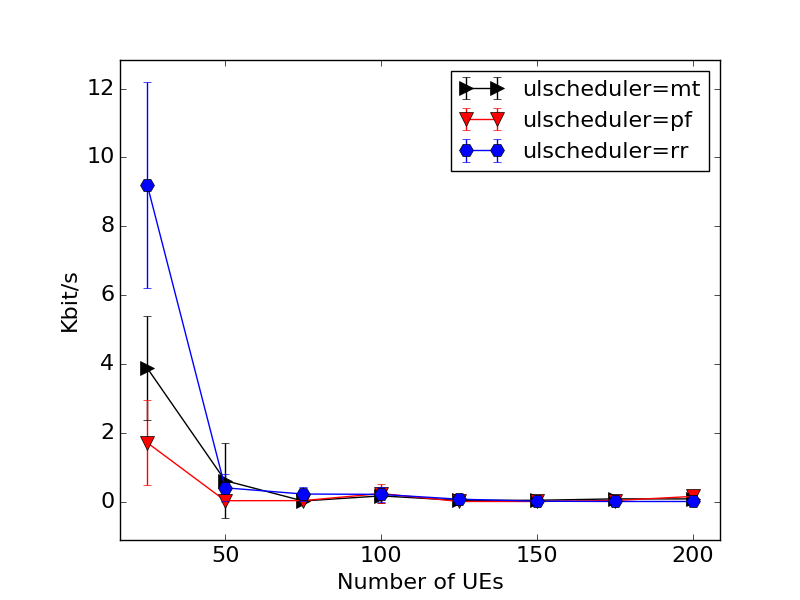 12
10
8
6
4
2
0
Kbit/s
50
100
150
200
Number of UEs
ulscheduler=mt
ulscheduler=pf
ulscheduler=rr